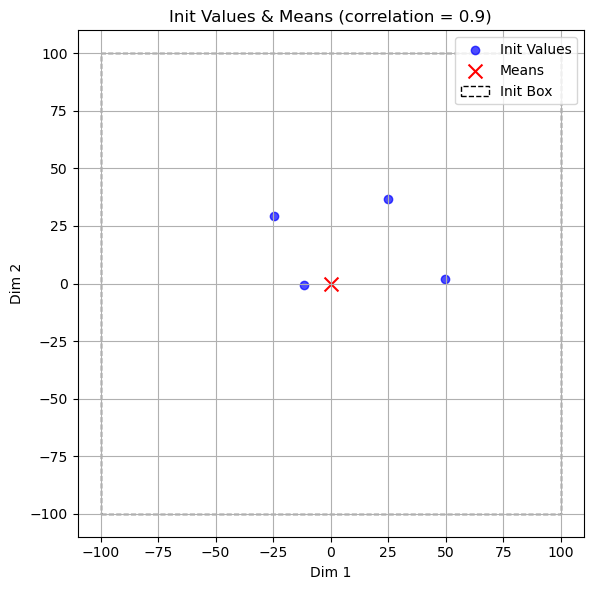 Init Values & Means (correlation = 0.9)
Init Values
Means
Init Box
100
75
50
25
0
−25
−50
−75
−100
Dim 2
−100 −75 −50 −25 0 25 50 75 100
Dim 1